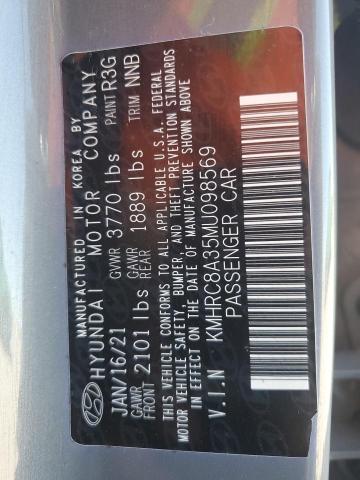 MANUFACTURED IN KOREA BY
HYUNDAI MOTOR COMPANY
JAN/16/21 GVWR 3770 lbs PAINT R3G
GAWR FRONT 2101 lbs GAWR REAR 1889 lbs TRIM NNB
THIS VEHICLE CONFORMS TO ALL APPLICABLE U.S.A. FEDERAL
MOTOR VEHICLE SAFETY, BUMPER, AND THEFT PREVENTION STANDARDS
IN EFFECT ON THE DATE OF MANUFACTURE SHOWN ABOVE
V.I.N KMHRC8A35MU098569
PASSENGER CAR